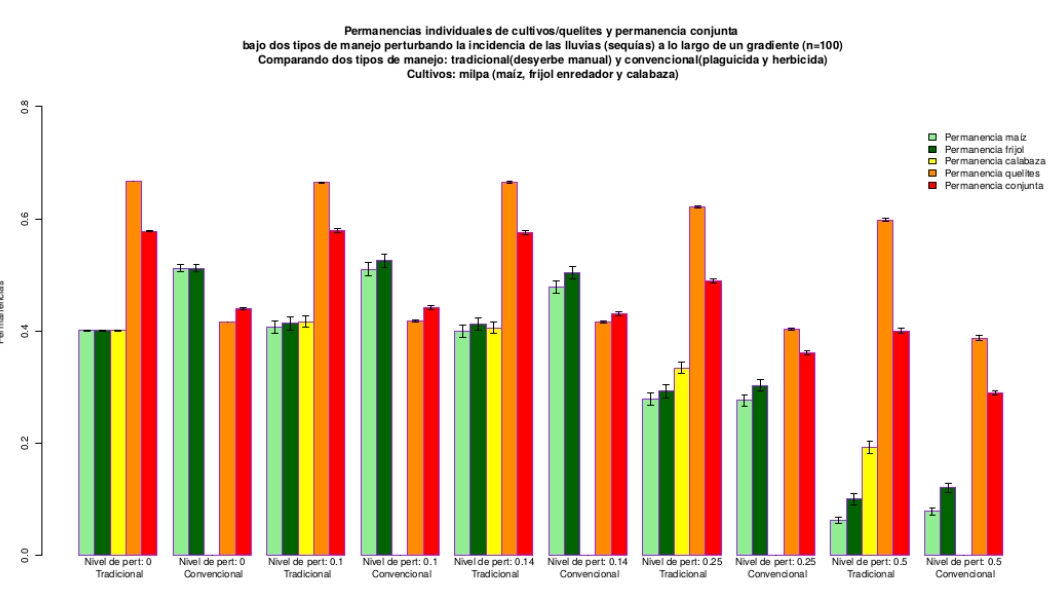 Permanencias individuales de cultivos/quelites y permanencia conjunta
bajo dos tipos de manejo perturbando la incidencia de las lluvias (sequías) a lo largo de un gradiente (n=100)
Comparando dos tipos de manejo: tradicional(desyerbe manual) y convencional(plaguicida y herbicida)
Cultivos: milpa (maíz, frijol enredador y calabaza)
0.8
0.6
0.4
0.2
0.0
Permanencias
Permanencia maíz
Permanencia frijol
Permanencia calabaza
Permanencia quelites
Permanencia conjunta
Nivel de pert: 0
Tradicional
Nivel de pert: 0
Convencional
Nivel de pert: 0.1
Tradicional
Nivel de pert: 0.1
Convencional
Nivel de pert: 0.14
Tradicional
Nivel de pert: 0.14
Convencional
Nivel de pert: 0.25
Tradicional
Nivel de pert: 0.25
Convencional
Nivel de pert: 0.5
Tradicional
Nivel de pert: 0.5
Convencional